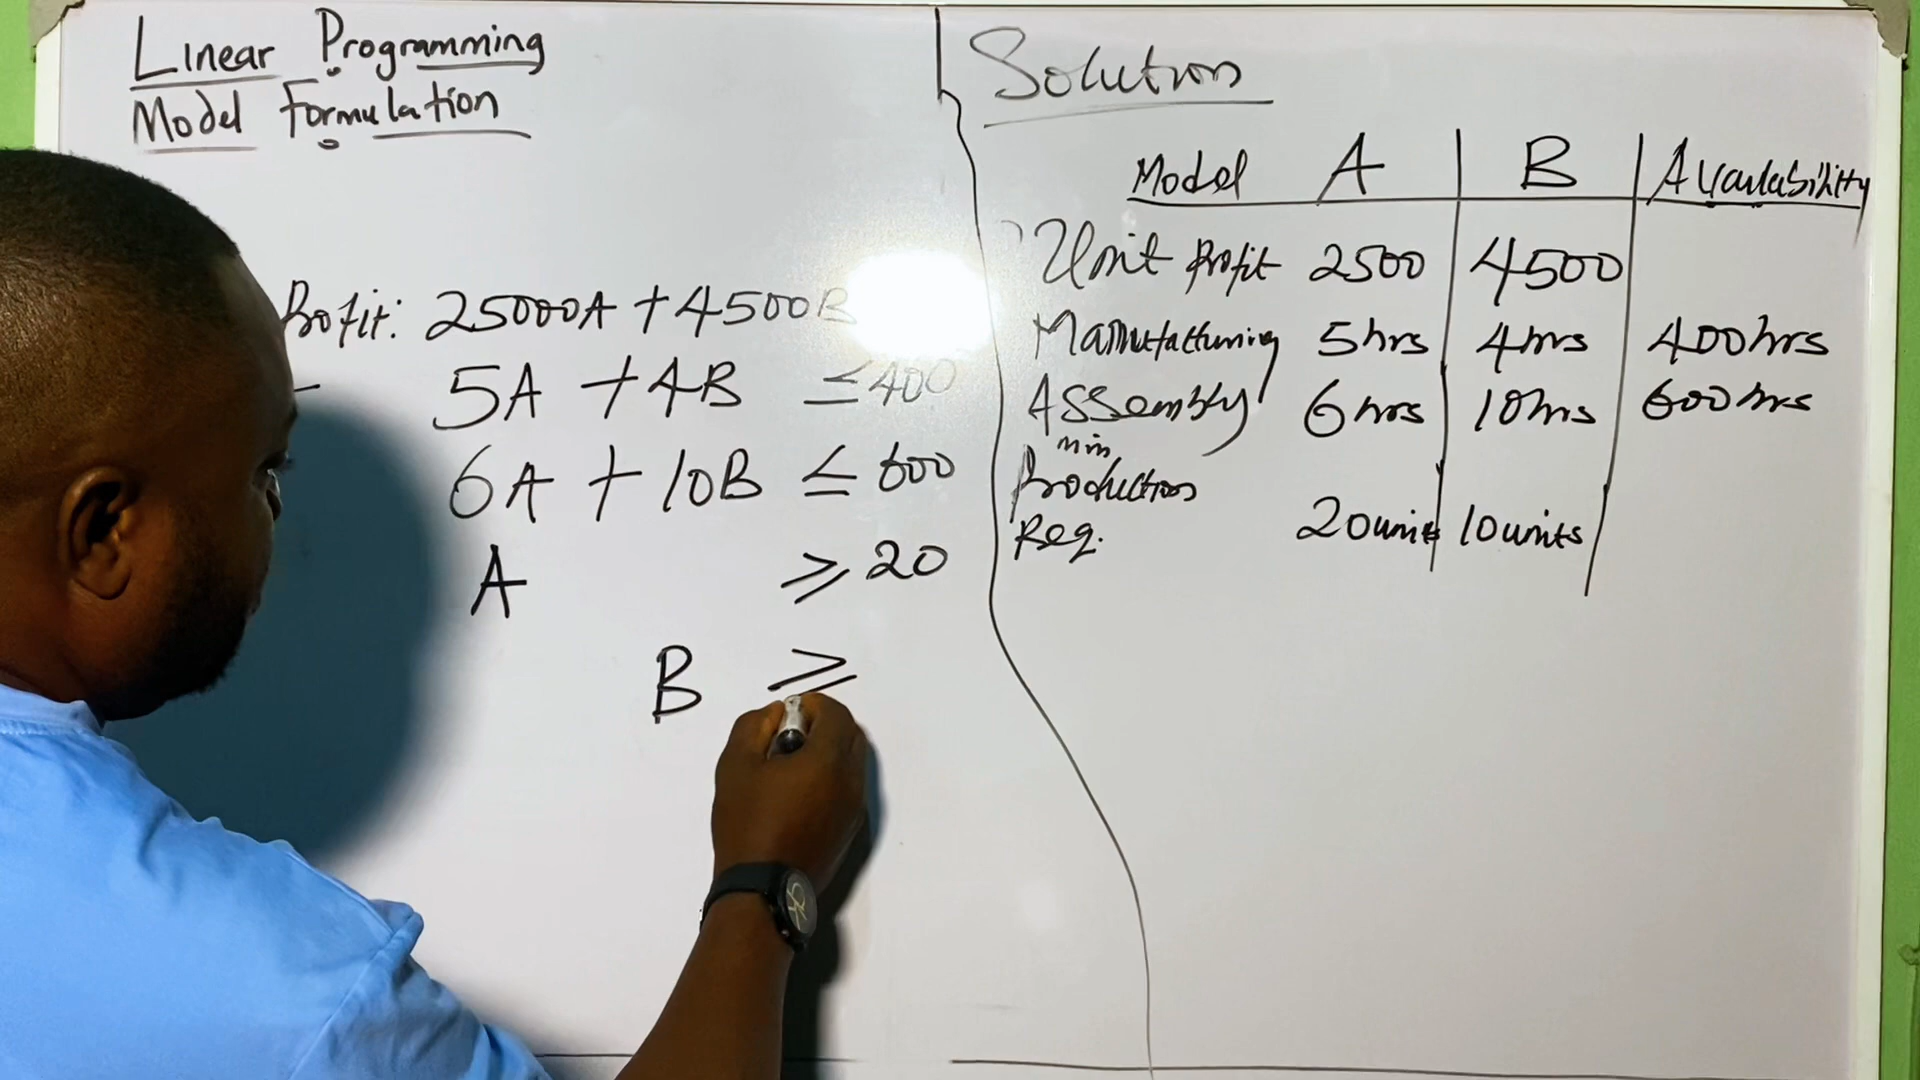 Linear Programming
Model Formulation
Profit: 25000A + 4500B
5A + 4B ≤ 400
6A + 10B ≤ 600
A ≥ 20
B ≥
Solution
Model A B Availability
Unit Profit 2500 4500
Manufacturing 5hrs 4hrs 400hrs
Assembly 6hrs 10hrs 600hrs
min
Production
Req. 20units 10units